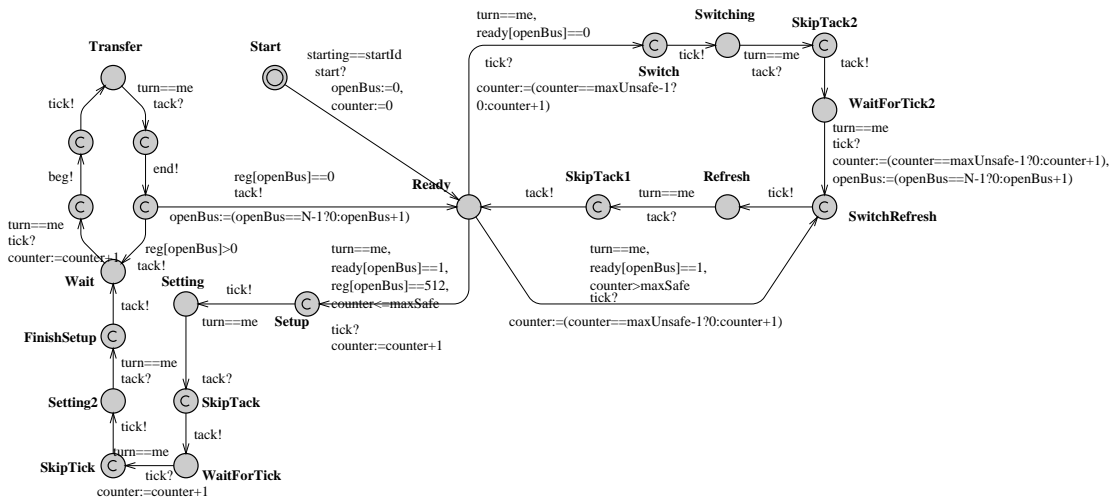 Transfer
tick!
turn==me
tack?
C
C
beg!
end!
C
C
turn==me
tick?
counter:=counter+1
reg[openBus]>0
tack!
Wait
tack!
FinishSetup
C
turn==me
tack?
Setting2
tick!
SkipTick
C
turn==me
tick?
counter:=counter+1
WaitForTick
tack!
C
SkipTack
tack?
turn==me
Setting
tick!
C
Setup
Start
starting==startId
start?
openBus:=0,
counter:=0
reg[openBus]==0
tack!
openBus:=(openBus==N-1?0:openBus+1)
Ready
turn==me,
ready[openBus]==1,
reg[openBus]==512,
counter<=maxSafe
tick?
counter:=counter+1
turn==me,
ready[openBus]==0
tick?
counter:=(counter==maxUnsafe-1?
0:counter+1)
C
Switch
tick!
Switching
turn==me
tack?
SkipTack2
C
tack!
WaitForTick2
turn==me
tick?
counter:=(counter==maxUnsafe-1?0:counter+1),
openBus:=(openBus==N-1?0:openBus+1)
C
SwitchRefresh
tick!
Refresh
turn==me
tack?
SkipTack1
C
tack!
turn==me,
ready[openBus]==1,
counter>maxSafe
tick?
counter:=(counter==maxUnsafe-1?0:counter+1)